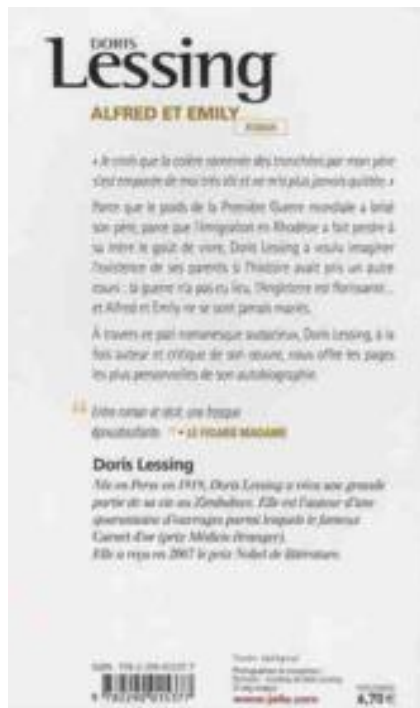 DORIS
Lessing
ALFRED ET EMILY
« Je crois que la colère ramenée des tranchées par mon père
s'est emparée de moi très tôt et ne m'a plus jamais quittée. »
Parce que le poids de la Première Guerre mondiale a brisé
son père, parce que l'émigration en Rhodésie a fait perdre à
sa mère le goût de vivre, Doris Lessing a voulu imaginer
l'existence de ses parents si l'histoire avait pris un autre
cours : la guerre n'a pas eu lieu, l'Angleterre est florissante...
et Alfred et Emily ne se sont jamais mariés.
À travers ce pari romanesque audacieux, Doris Lessing, à la
fois auteur et critique de son œuvre, nous offre les pages
les plus personnelles de son autobiographie.
Entre roman et récit, une fresque
époustouflante " • LE FIGARO MADAME
Doris Lessing
Née en Perse en 1919, Doris Lessing a vécu une grande
partie de sa vie au Zimbabwe. Elle est l'auteur d'une
quarantaine d'ouvrages parmi lesquels le fameux
Carnet d'or (prix Médicis étranger).
Elle a reçu en 2007 le prix Nobel de littérature.
Texte intégral
www.jailu.com
6,70 €